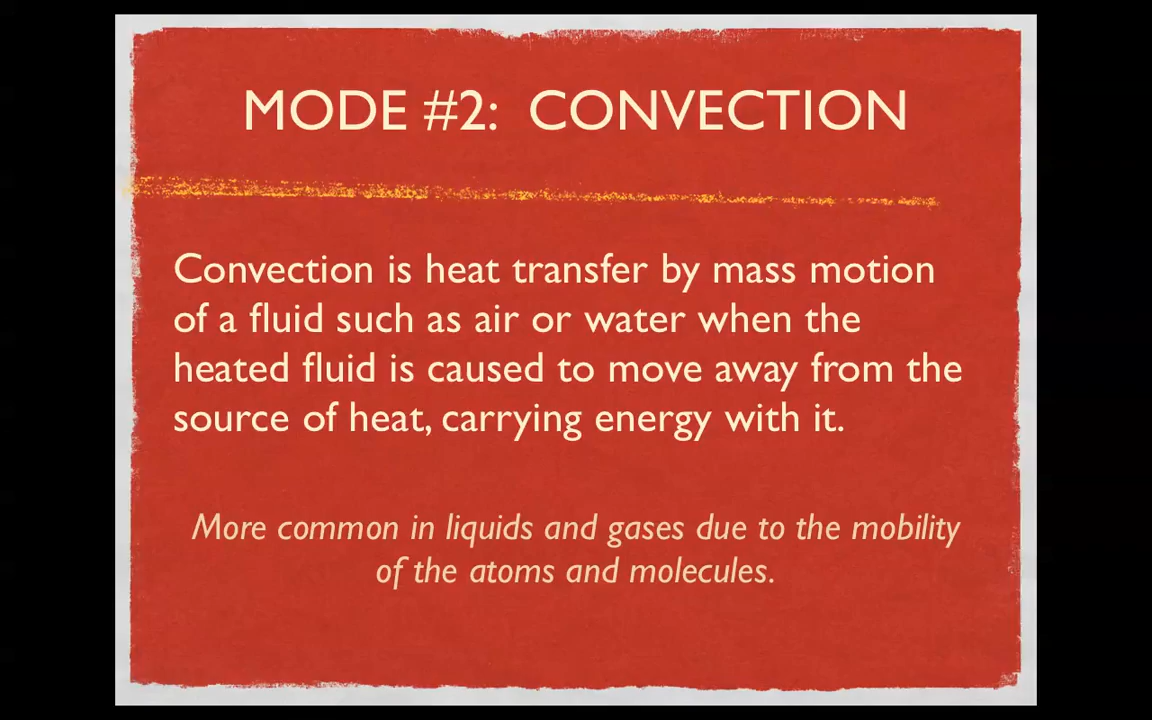 MODE #2: CONVECTION
Convection is heat transfer by mass motion
of a fluid such as air or water when the
heated fluid is caused to move away from the
source of heat, carrying energy with it.
More common in liquids and gases due to the mobility
of the atoms and molecules.